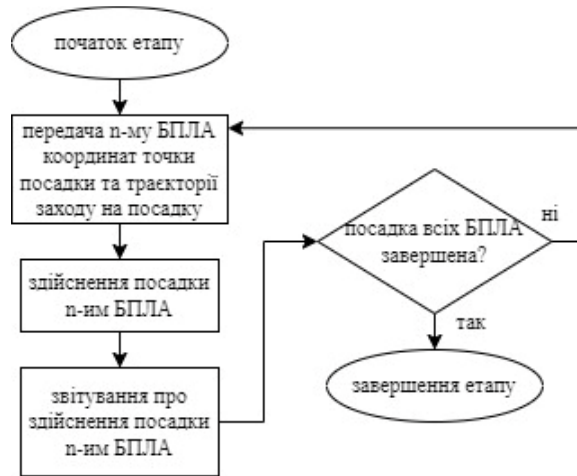 початок етапу
передача n-му БПЛА
координат точки
посадки та траєкторії
заходу на посадку
здійснення посадки
n-им БПЛА
звітування про
здійснення посадки
n-им БПЛА
посадка всіх БПЛА
завершена?
ні
так
завершення етапу